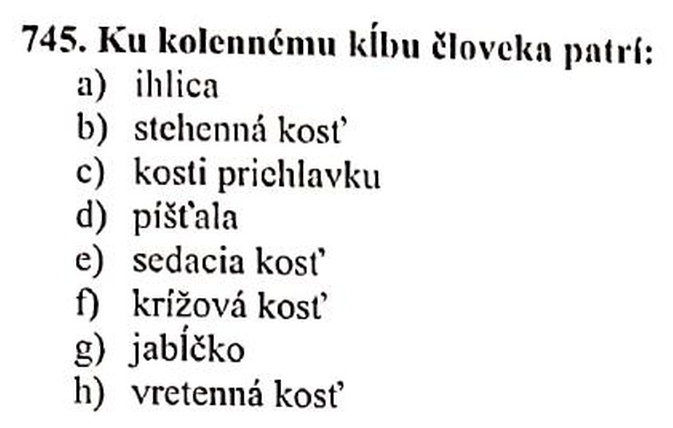 745. Ku kolennému kĺbu človeka patrí:
a) ihlica
b) stehenná kosť
c) kosti priehlavku
d) píšťala
e) sedacia kosť
f) krížová kosť
g) jabĺčko
h) vretenná kosť